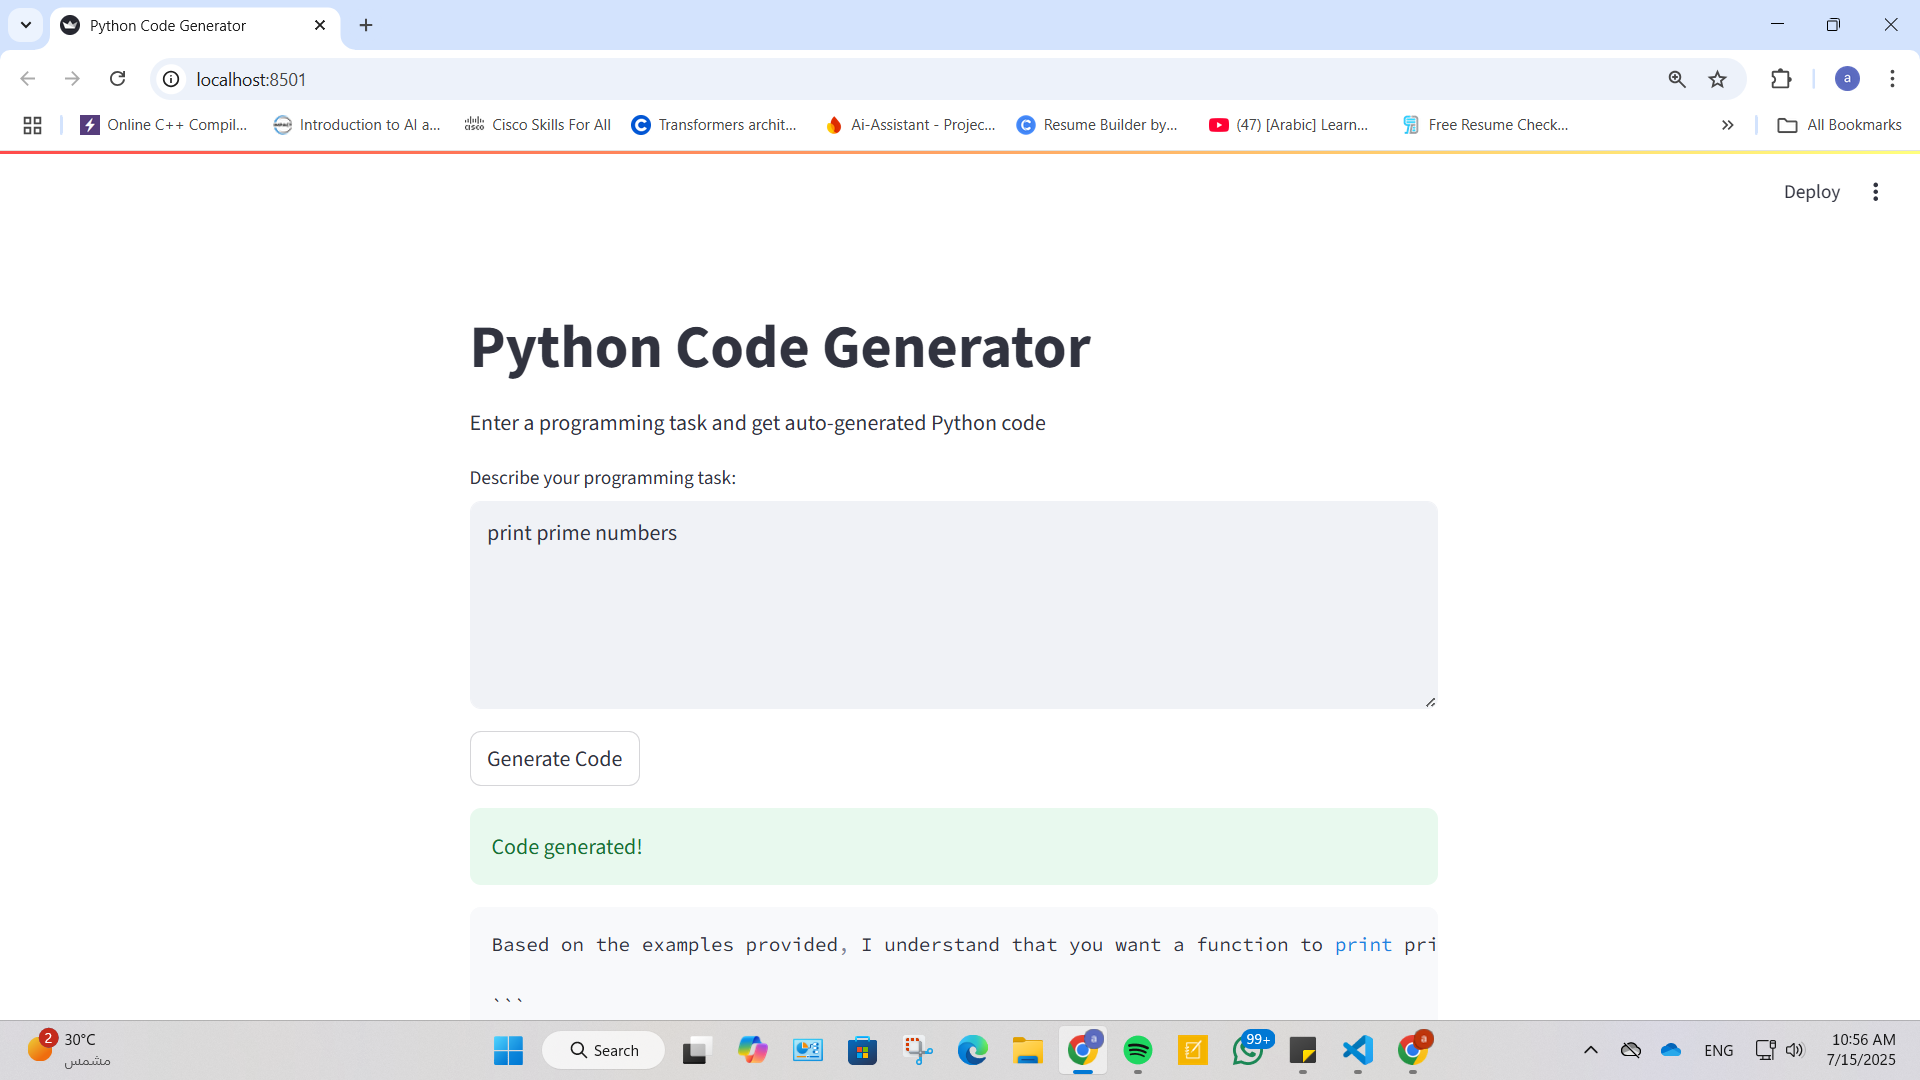 Python Code Generator
localhost:8501
a
Online C++ Compil...
Introduction to AI a...
Cisco Skills For All
Transformers archit...
Ai-Assistant - Projec...
Resume Builder by...
(47) [Arabic] Learn...
Free Resume Check...
All Bookmarks
Deploy
Python Code Generator
Enter a programming task and get auto-generated Python code
Describe your programming task:
print prime numbers
Generate Code
Code generated!
Based on the examples provided, I understand that you want a function to print pri
```
2
30°C
مشمس
Search
a
99+
a
ENG
10:56 AM
7/15/2025